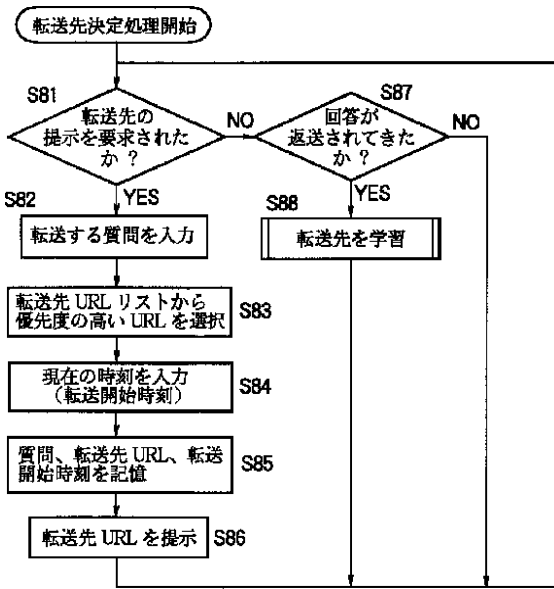 転送先決定処理開始
S81
転送先の
提示を要求された
か ?
NO
S87
回答が
返送されてきた
か ?
NO
YES
S82
転送する質問を入力
YES
S88
転送先を学習
転送先 URL リストから
優先度の高い URL を選択
S83
現在の時刻を入力
(転送開始時刻)
S84
質問、転送先 URL、転送
開始時刻を記憶
S85
転送先 URL を提示
S86